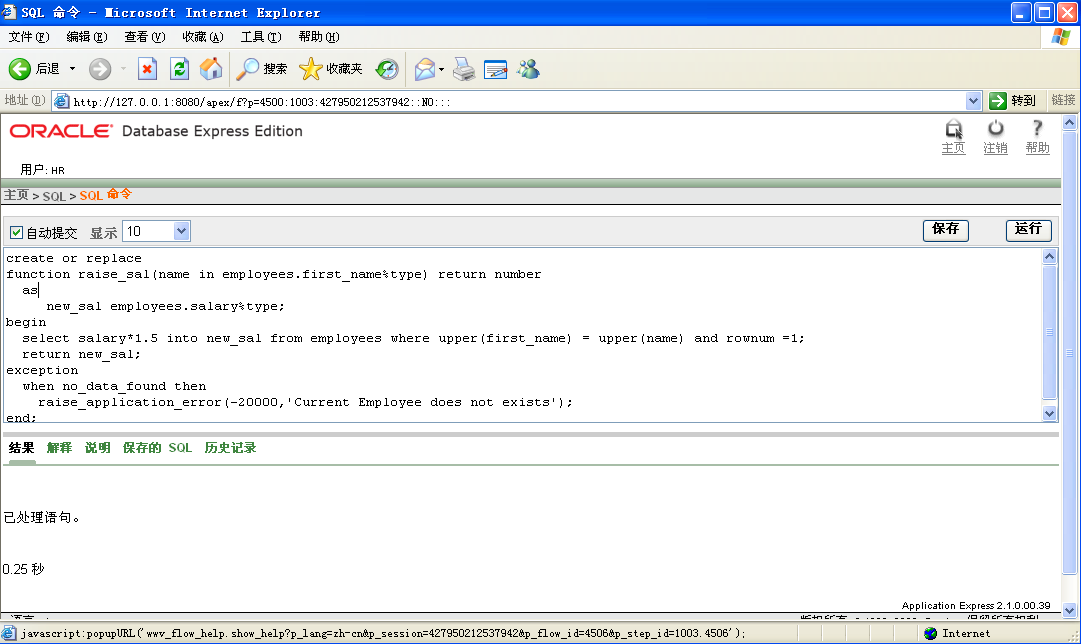 SQL 命令 - Microsoft Internet Explorer
文件(F) 编辑(E) 查看(V) 收藏(A) 工具(T) 帮助(H)
后退 搜索 收藏夹
地址(D) http://127.0.0.1:8080/apex/f?p=4500:1003:427950212537942::NO::: 转到 链接
ORACLE Database Express Edition
主页 注销 帮助
用户: HR
主页 > SQL > SQL 命令
自动提交 显示 10 保存 运行
create or replace
function raise_sal(name in employees.first_name%type) return number
as
new_sal employees.salary%type;
begin
select salary*1.5 into new_sal from employees where upper(first_name) = upper(name) and rownum =1;
return new_sal;
exception
when no_data_found then
raise_application_error(-20000,'Current Employee does not exists');
end;
结果 解释 说明 保存的 SQL 历史记录
已处理语句。
0.25 秒
Application Express 2.1.0.00.39
javascript:popupURL('wwv_flow_help.show_help?p_lang=zh-cn&p_session=427950212537942&p_flow_id=4506&p_step_id=1003.4506'); Internet